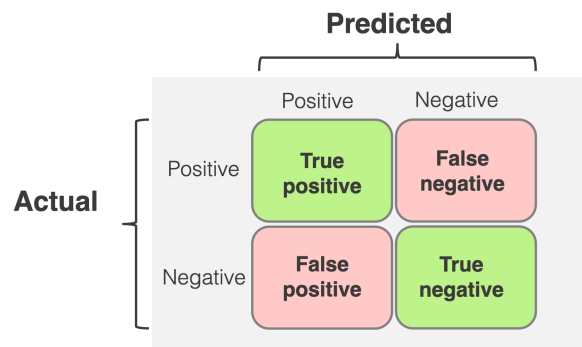 Predicted
Positive
Negative
Actual
Positive
True
positive
False
negative
Negative
False
positive
True
negative